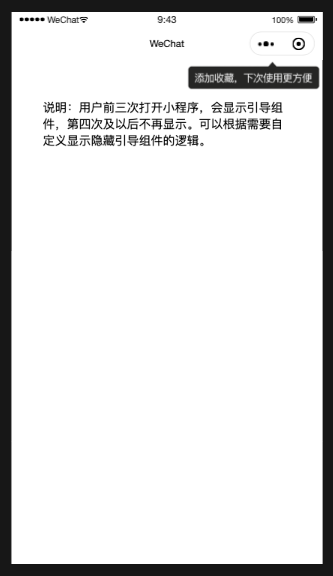 ●●●●● WeChat 9:43 100%
WeChat
添加收藏，下次使用更方便
说明：用户前三次打开小程序，会显示引导组
件，第四次及以后不再显示。可以根据需要自
定义显示隐藏引导组件的逻辑。